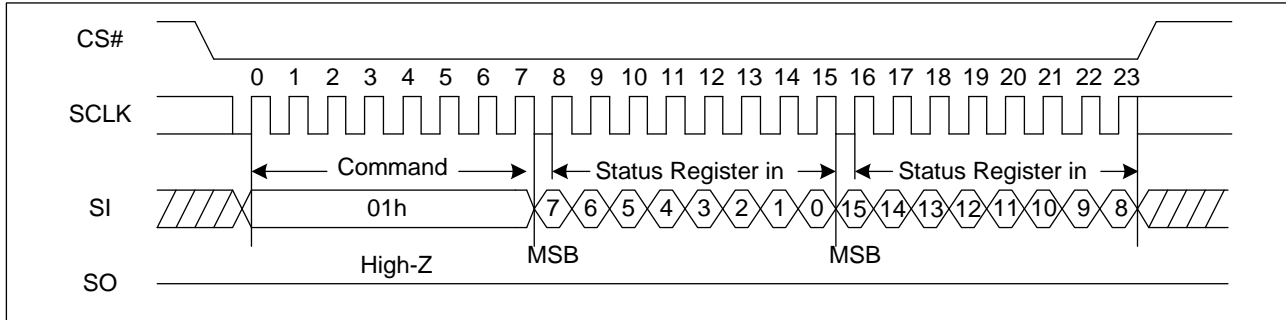 CS#
0 1 2 3 4 5 6 7 8 9 10 11 12 13 14 15 16 17 18 19 20 21 22 23
SCLK
Command Status Register in Status Register in
SI 01h 7 6 5 4 3 2 1 0 15 14 13 12 11 10 9 8
MSB MSB
High-Z
SO